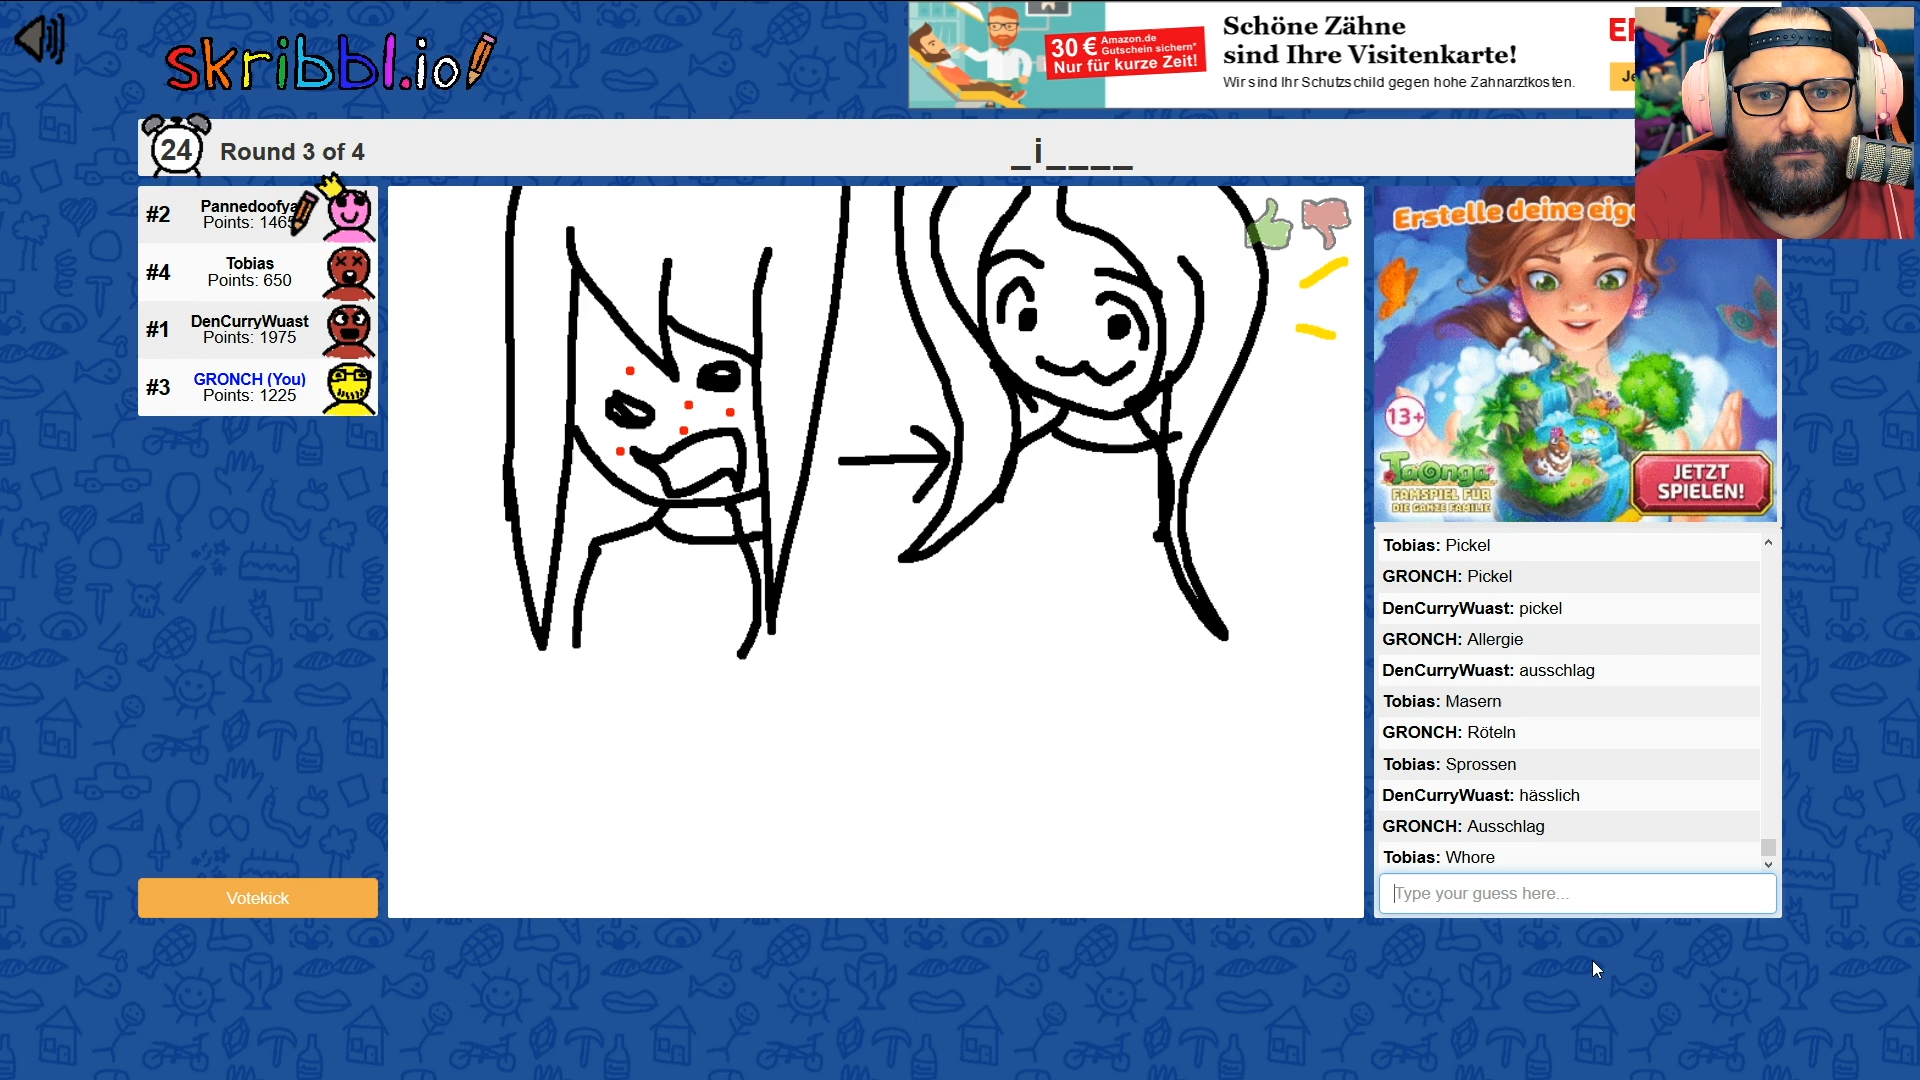 skribbl.io
30 € Amazon.de
Gutschein sichern*
Nur für kurze Zeit!
Schöne Zähne
sind Ihre Visitenkarte!
Wir sind Ihr Schutzschild gegen hohe Zahnarztkosten.
24
Round 3 of 4
_i____
#2 Pannedoofya
Points: 1465
#4 Tobias
Points: 650
#1 DenCurryWuast
Points: 1975
#3 GRONCH (You)
Points: 1225
Votekick
Erstelle deine eig
13+
Taonga
FARMSPIEL FÜR
DIE GANZE FAMILIE
JETZT
SPIELEN!
Tobias: Pickel
GRONCH: Pickel
DenCurryWuast: pickel
GRONCH: Allergie
DenCurryWuast: ausschlag
Tobias: Masern
GRONCH: Röteln
Tobias: Sprossen
DenCurryWuast: hässlich
GRONCH: Ausschlag
Tobias: Whore
Type your guess here...